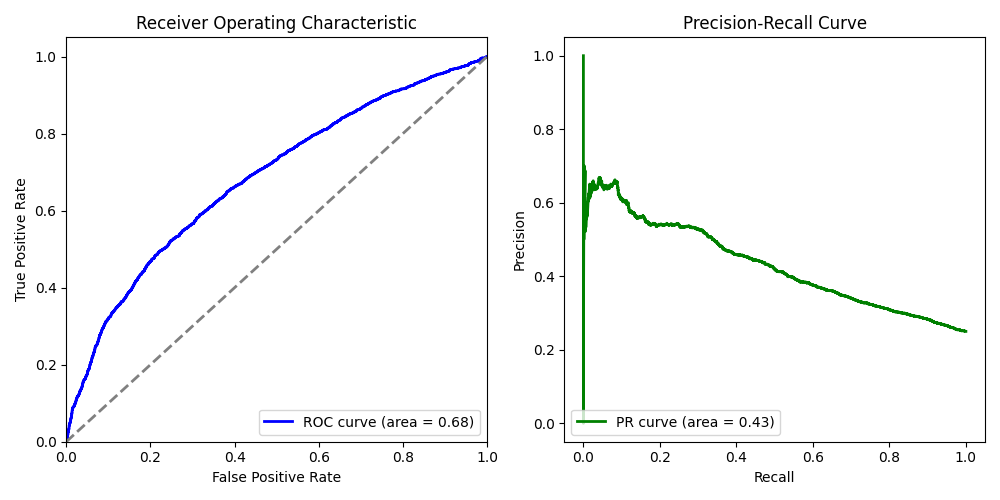 Receiver Operating Characteristic
True Positive Rate
1.0
0.8
0.6
0.4
0.2
0.0
0.0 0.2 0.4 0.6 0.8 1.0
False Positive Rate
ROC curve (area = 0.68)
Precision-Recall Curve
Precision
1.0
0.8
0.6
0.4
0.2
0.0
0.0 0.2 0.4 0.6 0.8 1.0
Recall
PR curve (area = 0.43)